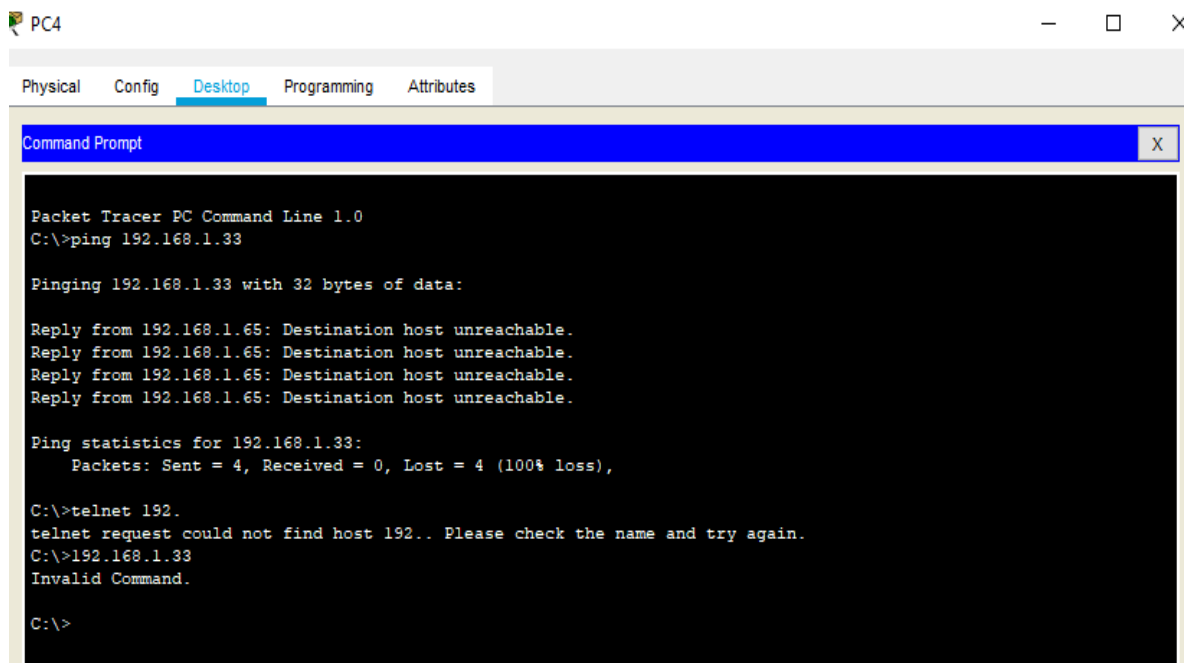 PC4
Physical Config Desktop Programming Attributes
Command Prompt X
Packet Tracer PC Command Line 1.0
C:\>ping 192.168.1.33
Pinging 192.168.1.33 with 32 bytes of data:
Reply from 192.168.1.65: Destination host unreachable.
Reply from 192.168.1.65: Destination host unreachable.
Reply from 192.168.1.65: Destination host unreachable.
Reply from 192.168.1.65: Destination host unreachable.
Ping statistics for 192.168.1.33:
Packets: Sent = 4, Received = 0, Lost = 4 (100% loss),
C:\>telnet 192.
telnet request could not find host 192.. Please check the name and try again.
C:\>192.168.1.33
Invalid Command.
C:\>